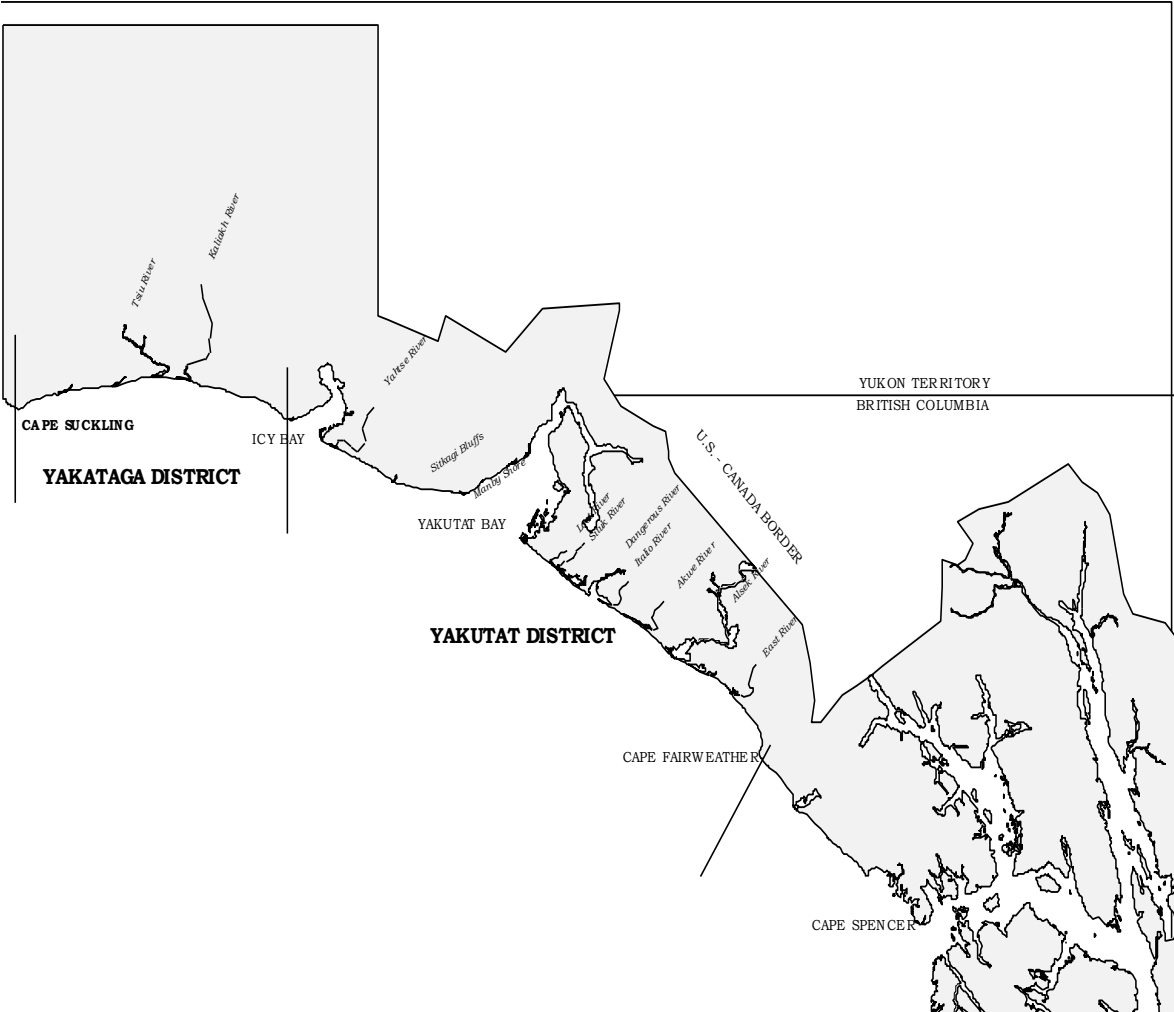 Kaliakh River
Tsiu River
Yahtse River
YUKON TERRITORY
BRITISH COLUMBIA
CAPE SUCKLING
ICY BAY
Sitkagi Bluffs
U.S. - CANADA BORDER
YAKATAGA DISTRICT
Manby Shore
YAKUTAT BAY
River
Situk River
Dangerous River
Italio River
Akwe River
Alsek River
YAKUTAT DISTRICT
East River
CAPE FAIRWEATHER
CAPE SPENCER